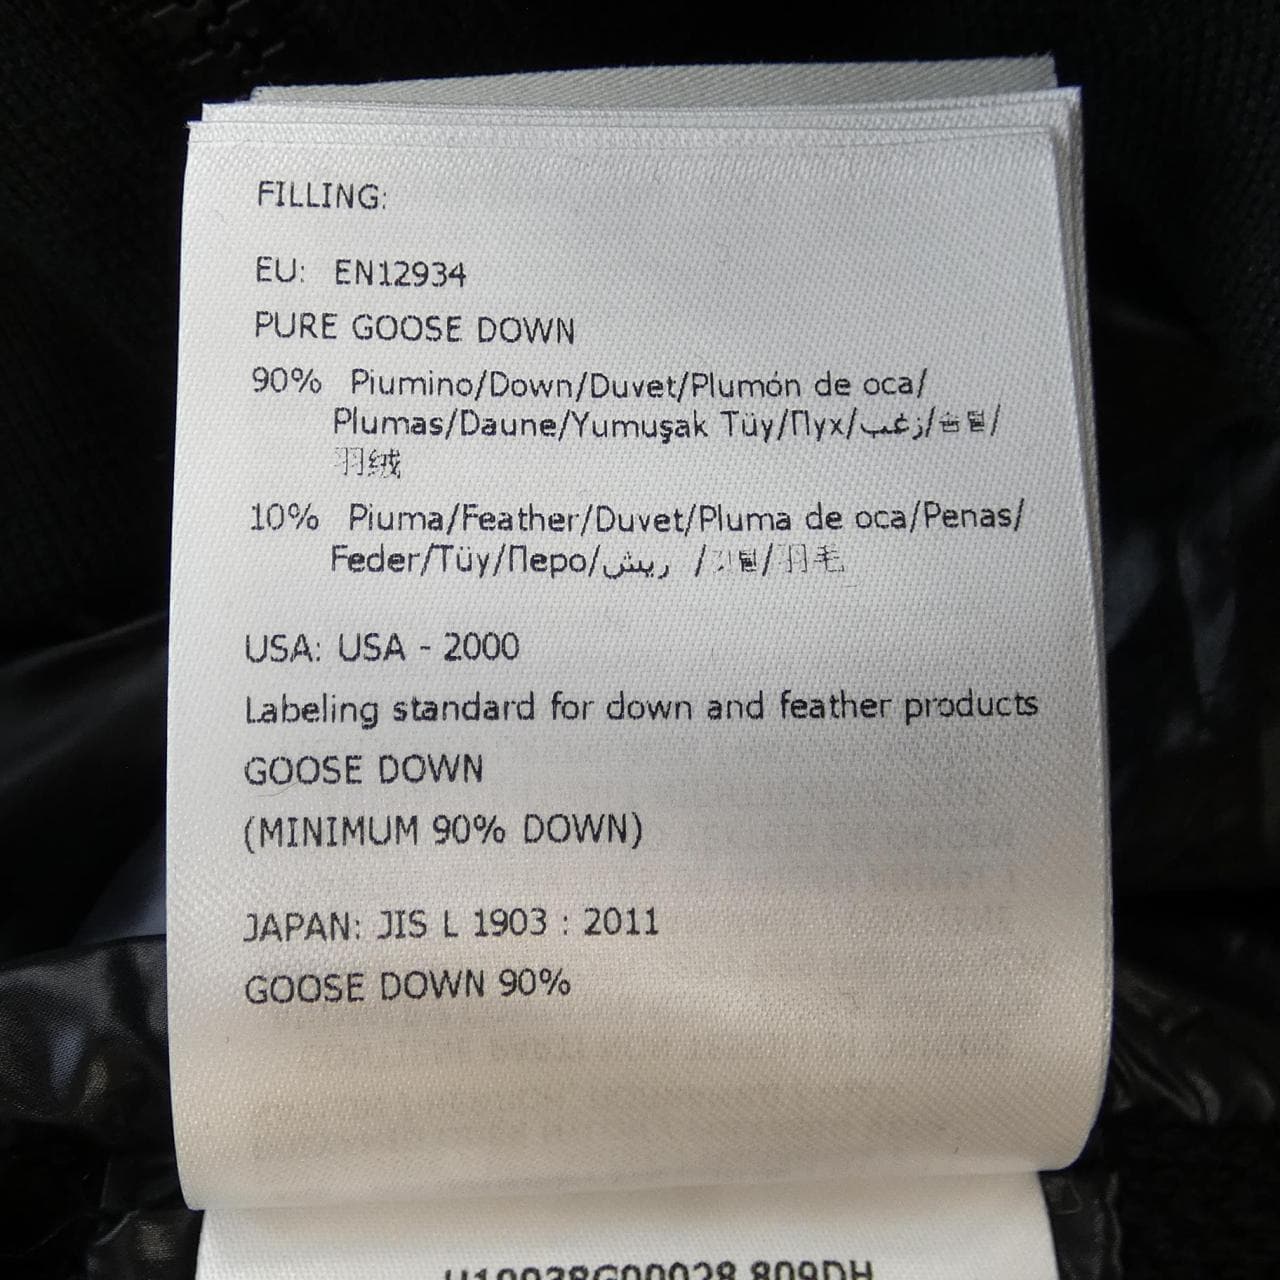 FILLING:
EU: EN12934
PURE GOOSE DOWN
90% Piumino/Down/Duvet/Plumón de oca/
Plumas/Daune/Yumuşak Tüy/Пух/زغب/솜털/
羽绒
10% Piuma/Feather/Duvet/Pluma de oca/Penas/
Feder/Tüy/Перо/ريش /깃털/羽毛
USA: USA - 2000
Labeling standard for down and feather products
GOOSE DOWN
(MINIMUM 90% DOWN)
JAPAN: JIS L 1903 : 2011
GOOSE DOWN 90%